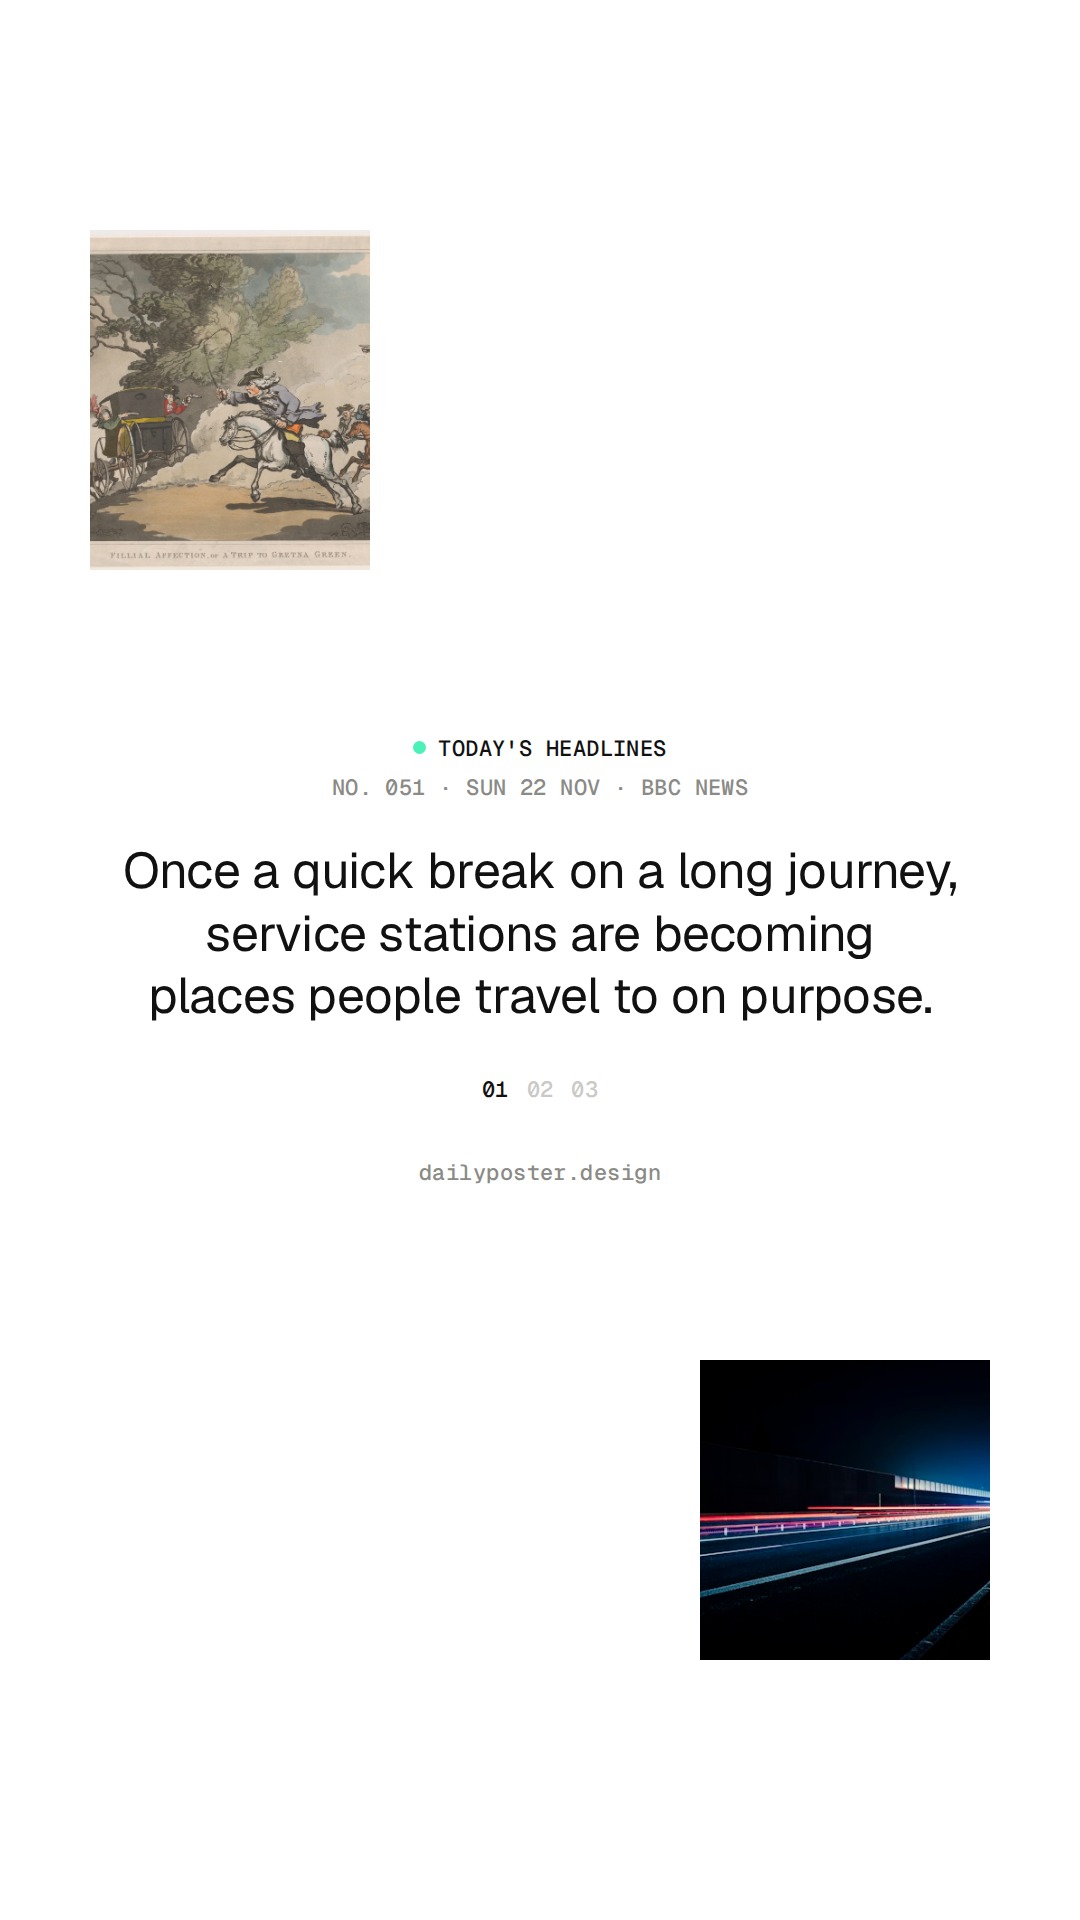 FILLIAL AFFECTION, or A TRIP TO GRETNA GREEN.
TODAY'S HEADLINES
NO. 051 · SUN 22 NOV · BBC NEWS
Once a quick break on a long journey,
service stations are becoming
places people travel to on purpose.
01 02 03
dailyposter.design